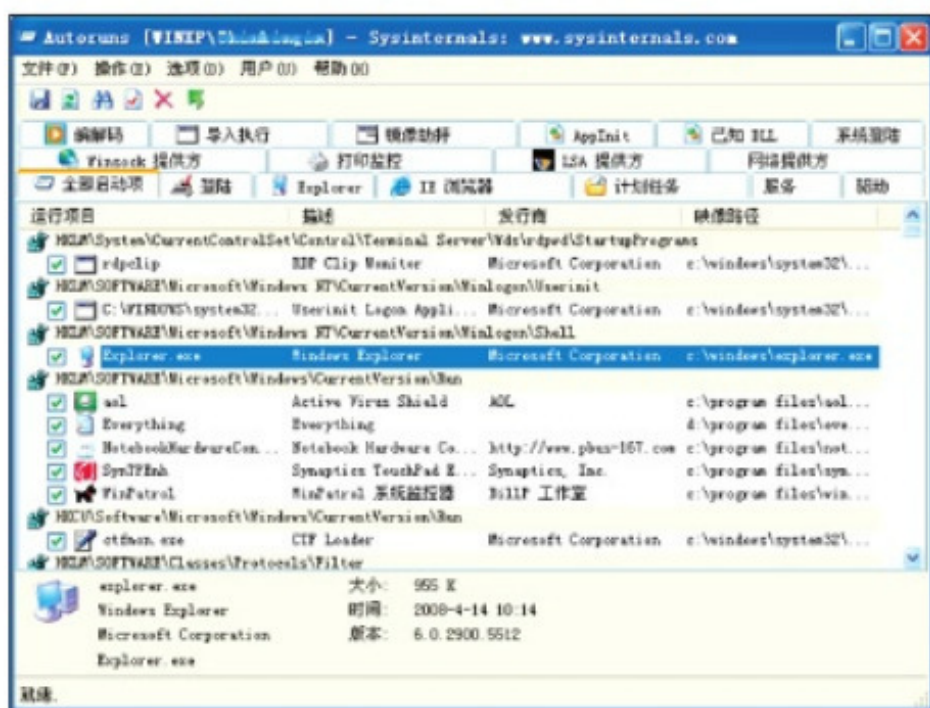 Autoruns [WINXP\ - Sysinternals: www.sysinternals.com
文件(F) 操作(E) 选项(O) 用户(U) 帮助(H)
编解码 导入执行 镜像劫持 AppInit 已知 DLL 系统登陆
Winsock 提供方 打印监控 LSA 提供方 网络提供方
全部启动项 登陆 Explorer IE 浏览器 计划任务 服务 驱动
运行项目 描述 发行商 映像路径
HKLM\System\CurrentControlSet\Control\Terminal Server\Wds\rdpwd\StartupPrograms
rdpclip RDP Clip Monitor Microsoft Corporation c:\windows\system32\...
HKLM\SOFTWARE\Microsoft\Windows NT\CurrentVersion\Winlogon\Userinit
C:\WINDOWS\system32... Userinit Logon Appli... Microsoft Corporation c:\windows\system32\...
HKLM\SOFTWARE\Microsoft\Windows NT\CurrentVersion\Winlogon\Shell
Explorer.exe Windows Explorer Microsoft Corporation c:\windows\explorer.exe
HKLM\SOFTWARE\Microsoft\Windows\CurrentVersion\Run
aol Active Virus Shield AOL c:\program files\aol...
Everything Everything d:\program files\eve...
NotebookHardwareCon... Notebook Hardware Co... http://www.pbus-167.com c:\program files\not...
SynTPEnh Synaptics TouchPad E... Synaptics, Inc. c:\program files\syn...
WinPatrol WinPatrol 系统监控器 BillP 工作室 c:\program files\win...
HKCU\Software\Microsoft\Windows\CurrentVersion\Run
ctfmon.exe CTF Loader Microsoft Corporation c:\windows\system32\...
HKLM\SOFTWARE\Classes\Protocols\Filter
explorer.exe 大小: 955 K
Windows Explorer 时间: 2008-4-14 10:14
Microsoft Corporation 版本: 6.0.2900.5512
Explorer.exe
就绪.